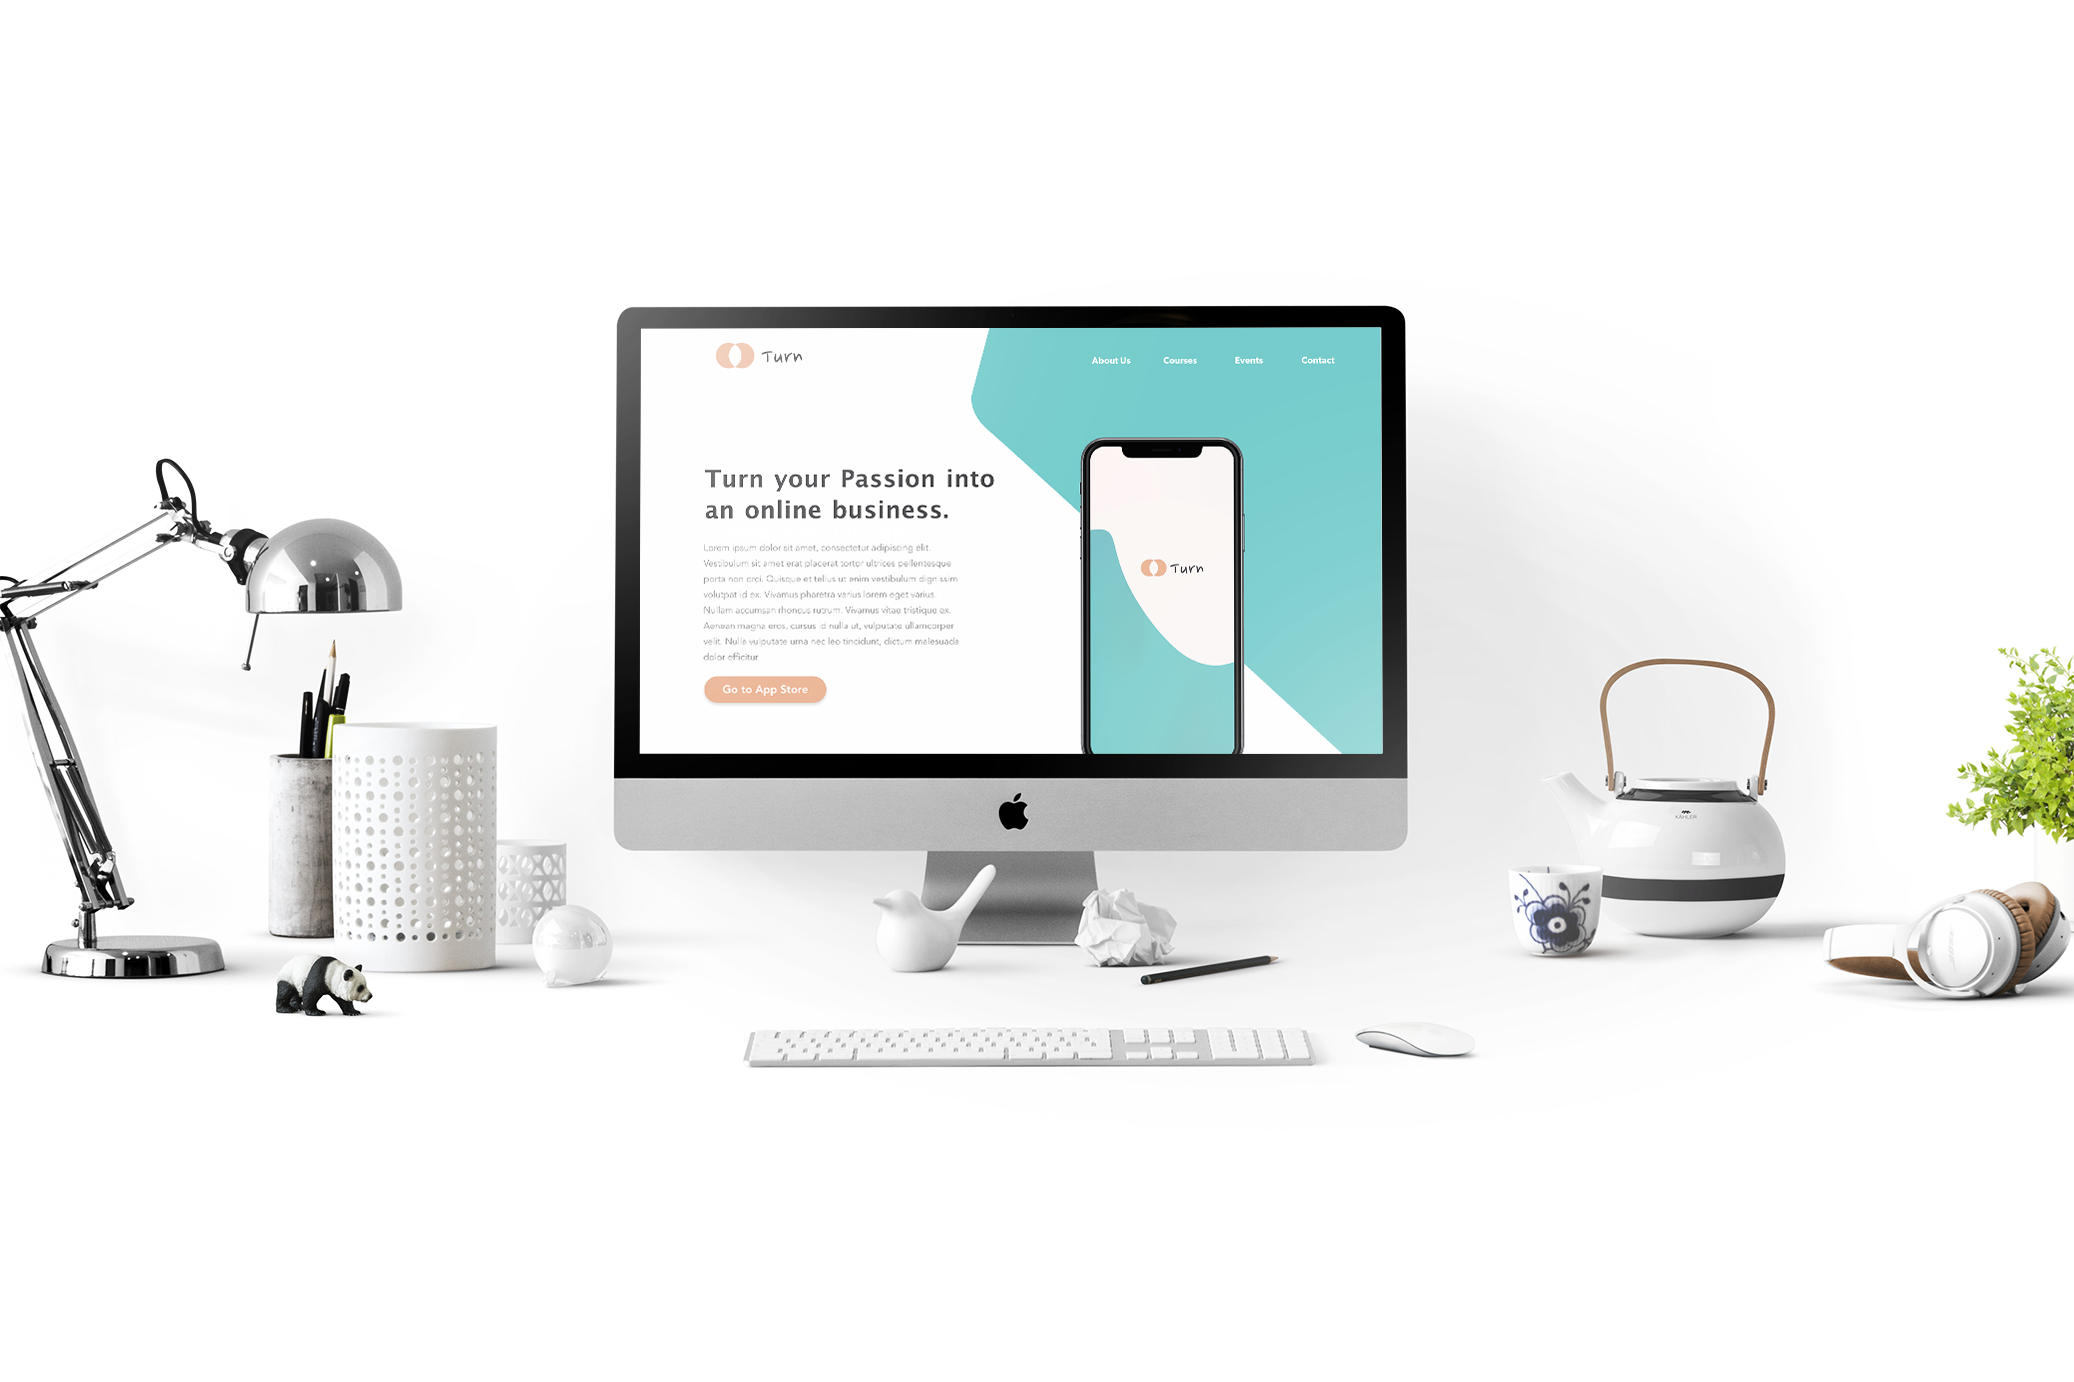 Turn
About Us Courses Events Contact
Turn your Passion into
an online business.
Lorem ipsum dolor sit amet, consectetur adipiscing elit.
Vestibulum sit amet erat placerat tortor ultrices pellentesque
porta non orci. Quisque et tellus ut enim vestibulum dignissim
volutpat id ex. Vivamus pharetra varius lorem eget varius.
Nullam accumsan rhoncus rutrum. Vivamus vitae tristique ex.
Aenean magna eros, cursus id nulla ut, vulputate ullamcorper
velit. Nulla vulputate urna nec leo tincidunt, dictum malesuada
dolor efficitur
Go to App Store
Turn
KÄHLER
BOSE